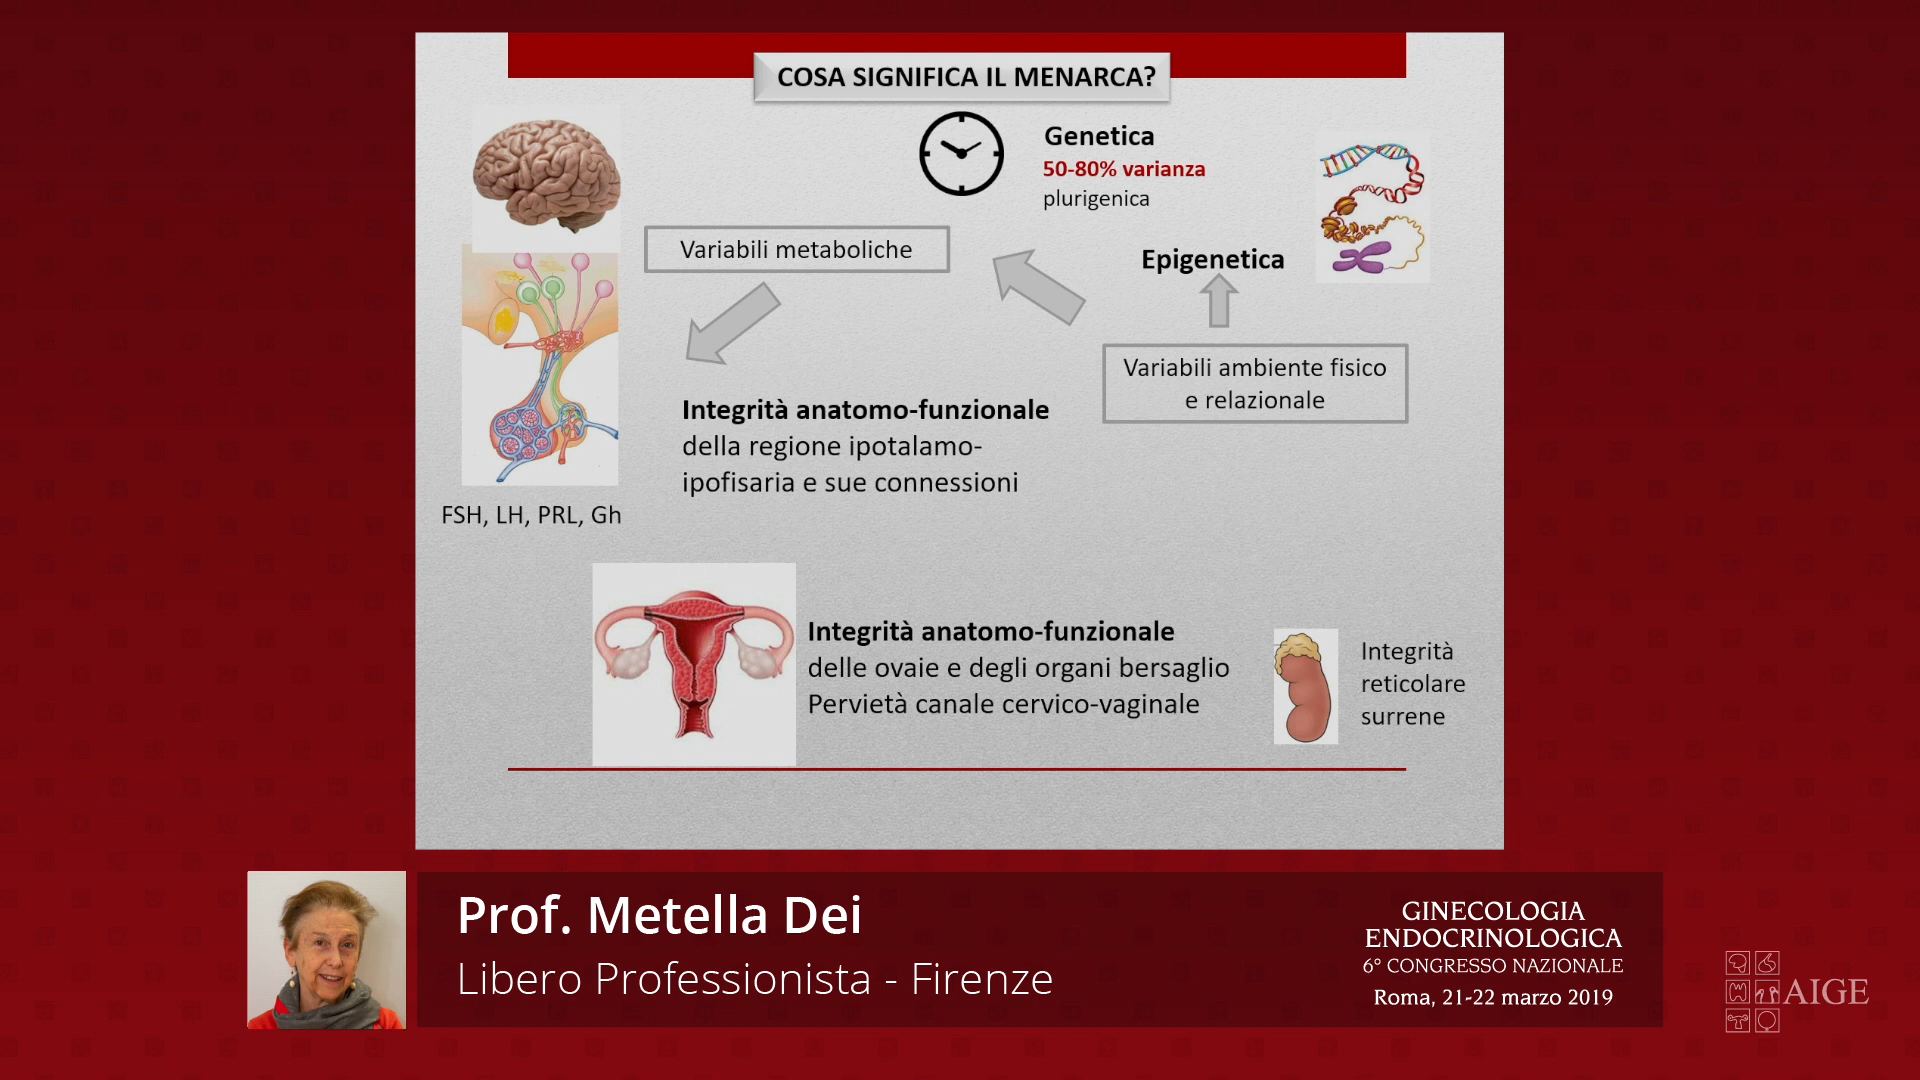 COSA SIGNIFICA IL MENARCA?
Genetica
50-80% varianza
plurigenica
Variabili metaboliche
Epigenetica
Variabili ambiente fisico
e relazionale
Integrità anatomo-funzionale
della regione ipotalamo-
ipofisaria e sue connessioni
FSH, LH, PRL, Gh
Integrità anatomo-funzionale
delle ovaie e degli organi bersaglio
Pervietà canale cervico-vaginale
Integrità
reticolare
surrene
Prof. Metella Dei
Libero Professionista - Firenze
GINECOLOGIA
ENDOCRINOLOGICA
6° CONGRESSO NAZIONALE
Roma, 21-22 marzo 2019
AIGE